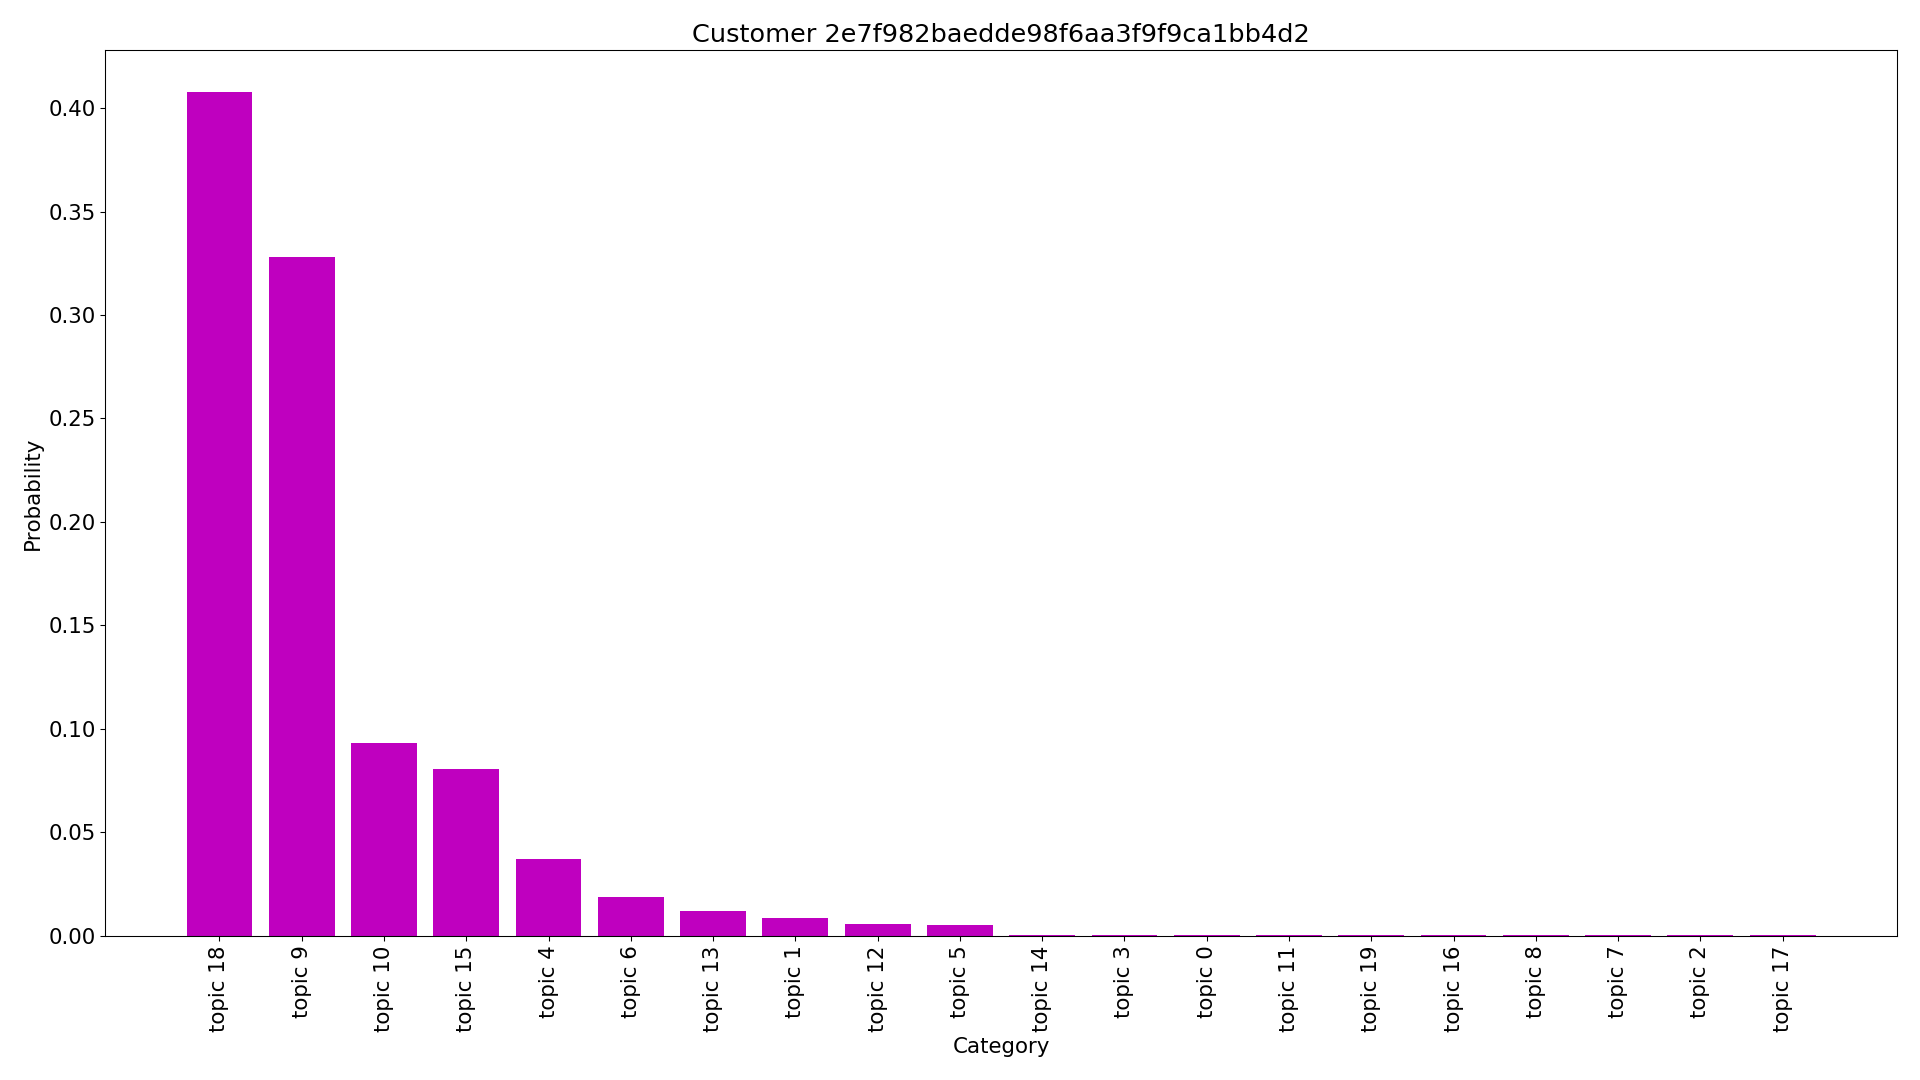 Customer 2e7f982baedde98f6aa3f9f9ca1bb4d2
0.40
0.35
0.30
0.25
0.20
0.15
0.10
0.05
0.00
Probability
topic 18
topic 9
topic 10
topic 15
topic 4
topic 6
topic 13
topic 1
topic 12
topic 5
topic 14
topic 3
topic 0
topic 11
topic 19
topic 16
topic 8
topic 7
topic 2
topic 17
Category